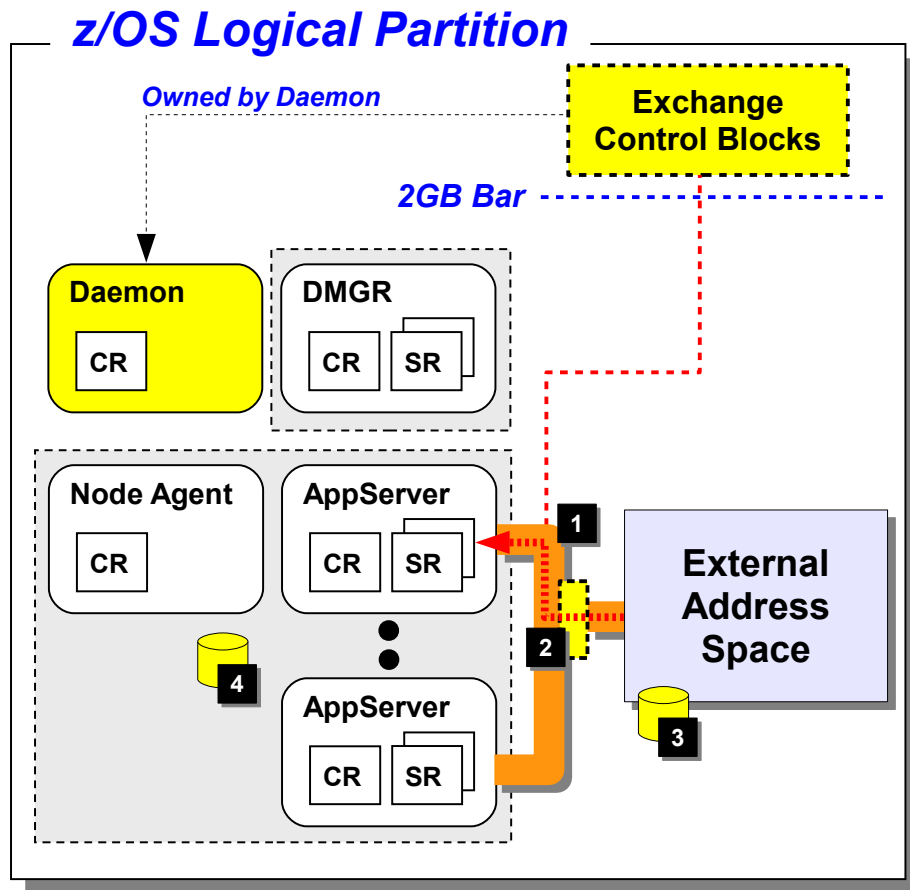 z/OS Logical Partition
Owned by Daemon
Exchange
Control Blocks
2GB Bar
Daemon
CR
DMGR
CR
SR
Node Agent
CR
AppServer
CR
SR
1
2
External
Address
Space
3
4
AppServer
CR
SR